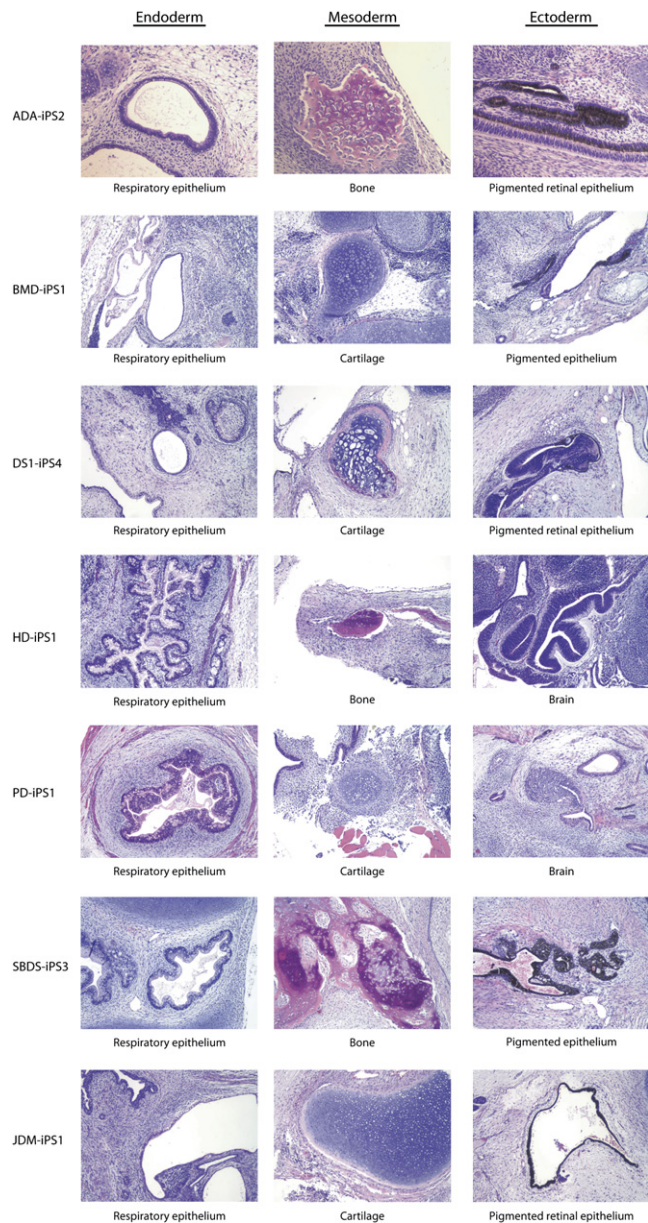 Endoderm Mesoderm Ectoderm
ADA-iPS2
Respiratory epithelium Bone Pigmented retinal epithelium
BMD-iPS1
Respiratory epithelium Cartilage Pigmented epithelium
DS1-iPS4
Respiratory epithelium Cartilage Pigmented retinal epithelium
HD-iPS1
Respiratory epithelium Bone Brain
PD-iPS1
Respiratory epithelium Cartilage Brain
SBDS-iPS3
Respiratory epithelium Bone Pigmented epithelium
JDM-iPS1
Respiratory epithelium Cartilage Pigmented retinal epithelium